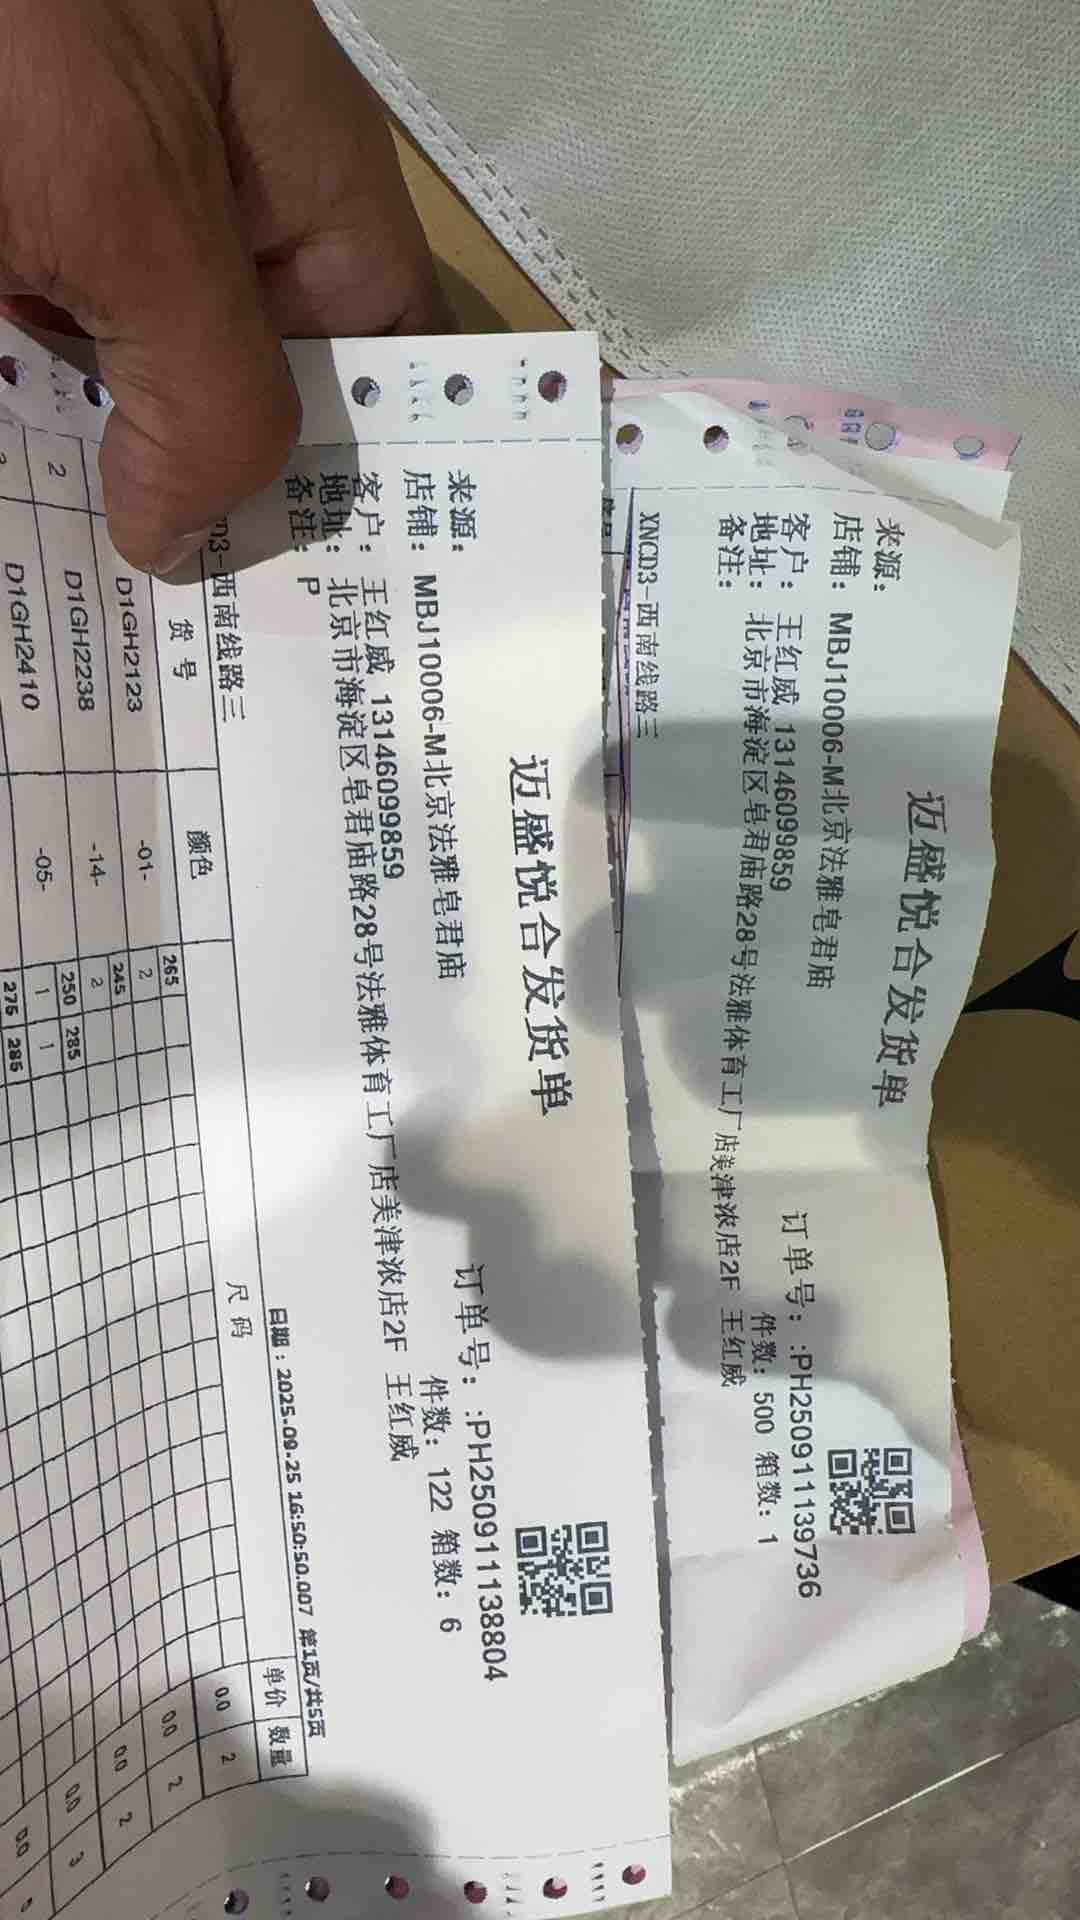 迈盛悦合发货单
来源：
订单号：:PH250911139736
店铺：MBJ10006-M北京法雅皂君庙
件数：500 箱数：1
客户：王红威 13146099859
地址：北京市海淀区皂君庙路28号法雅体育工厂店美津浓店2F 王红威
备注：
XNCD3-西南线路三
迈盛悦合发货单
来源：
订单号：:PH250911138804
店铺：MBJ10006-M北京法雅皂君庙
件数：122 箱数：6
客户：王红威 13146099859
地址：北京市海淀区皂君庙路28号法雅体育工厂店美津浓店2F 王红威
备注：P
D3-西南线路三
日期：2025-09-25 16:50:50.007 第1页/共5页
货号 颜色 尺码 单价 数量
265
D1GH2123 -01- 2 0.0 2
245
2 D1GH2238 -14- 2 0.0 2
250 285
D1GH2410 -05- 1 1 0.0 2
275 285
0.0 3
0.0